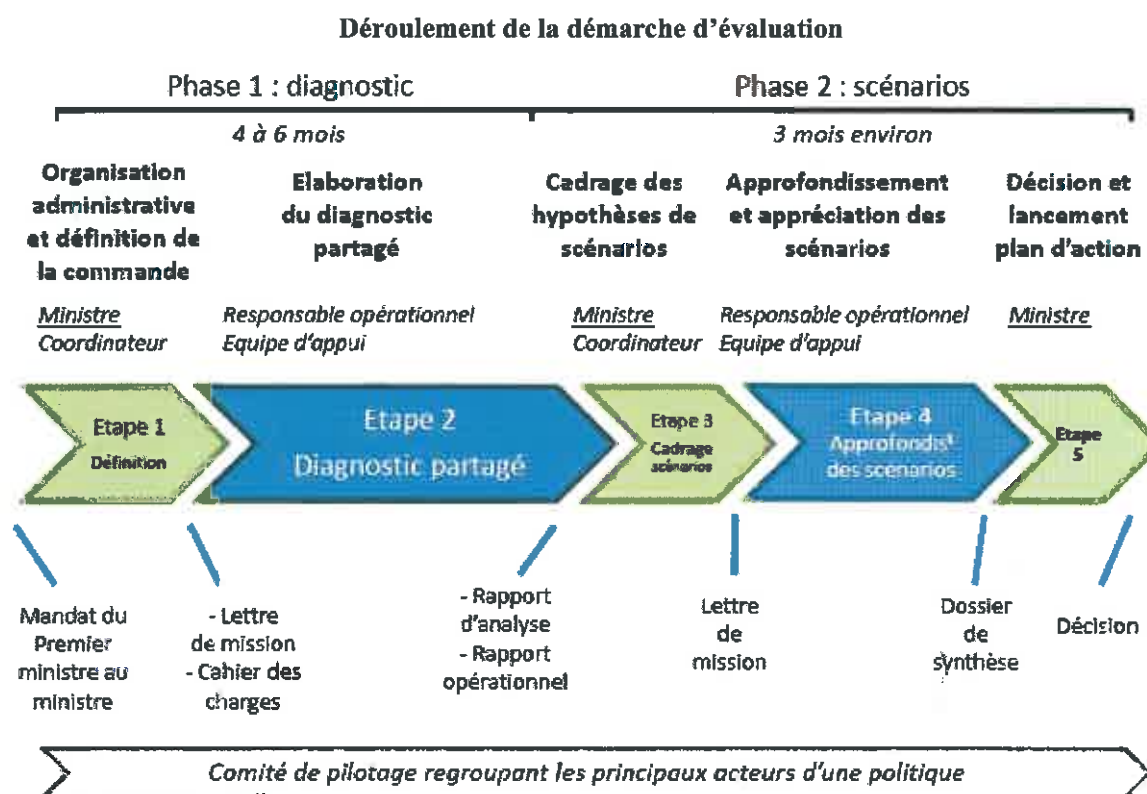 Déroulement de la démarche d'évaluation
Phase 1 : diagnostic
Phase 2 : scénarios
4 à 6 mois
3 mois environ
Organisation
administrative
et définition de
la commande
Elaboration
du diagnostic
partagé
Cadrage des
hypothèses de
scénarios
Approfondissement
et appréciation des
scénarios
Décision et
lancement
plan d'action
Ministre
Coordinateur
Responsable opérationnel
Equipe d'appui
Ministre
Coordinateur
Responsable opérationnel
Equipe d'appui
Ministre
Etape 1
Définition
Etape 2
Diagnostic partagé
Etape 3
Cadrage
scénarios
Etape 4
Approfondis^t
des scenarios
Etape
5
Mandat du
Premier
ministre au
ministre
- Lettre
de mission
- Cahier des
charges
- Rapport
d'analyse
- Rapport
opérationnel
Lettre
de
mission
Dossier
de
synthèse
Décision
Comité de pilotage regroupant les principaux acteurs d'une politique